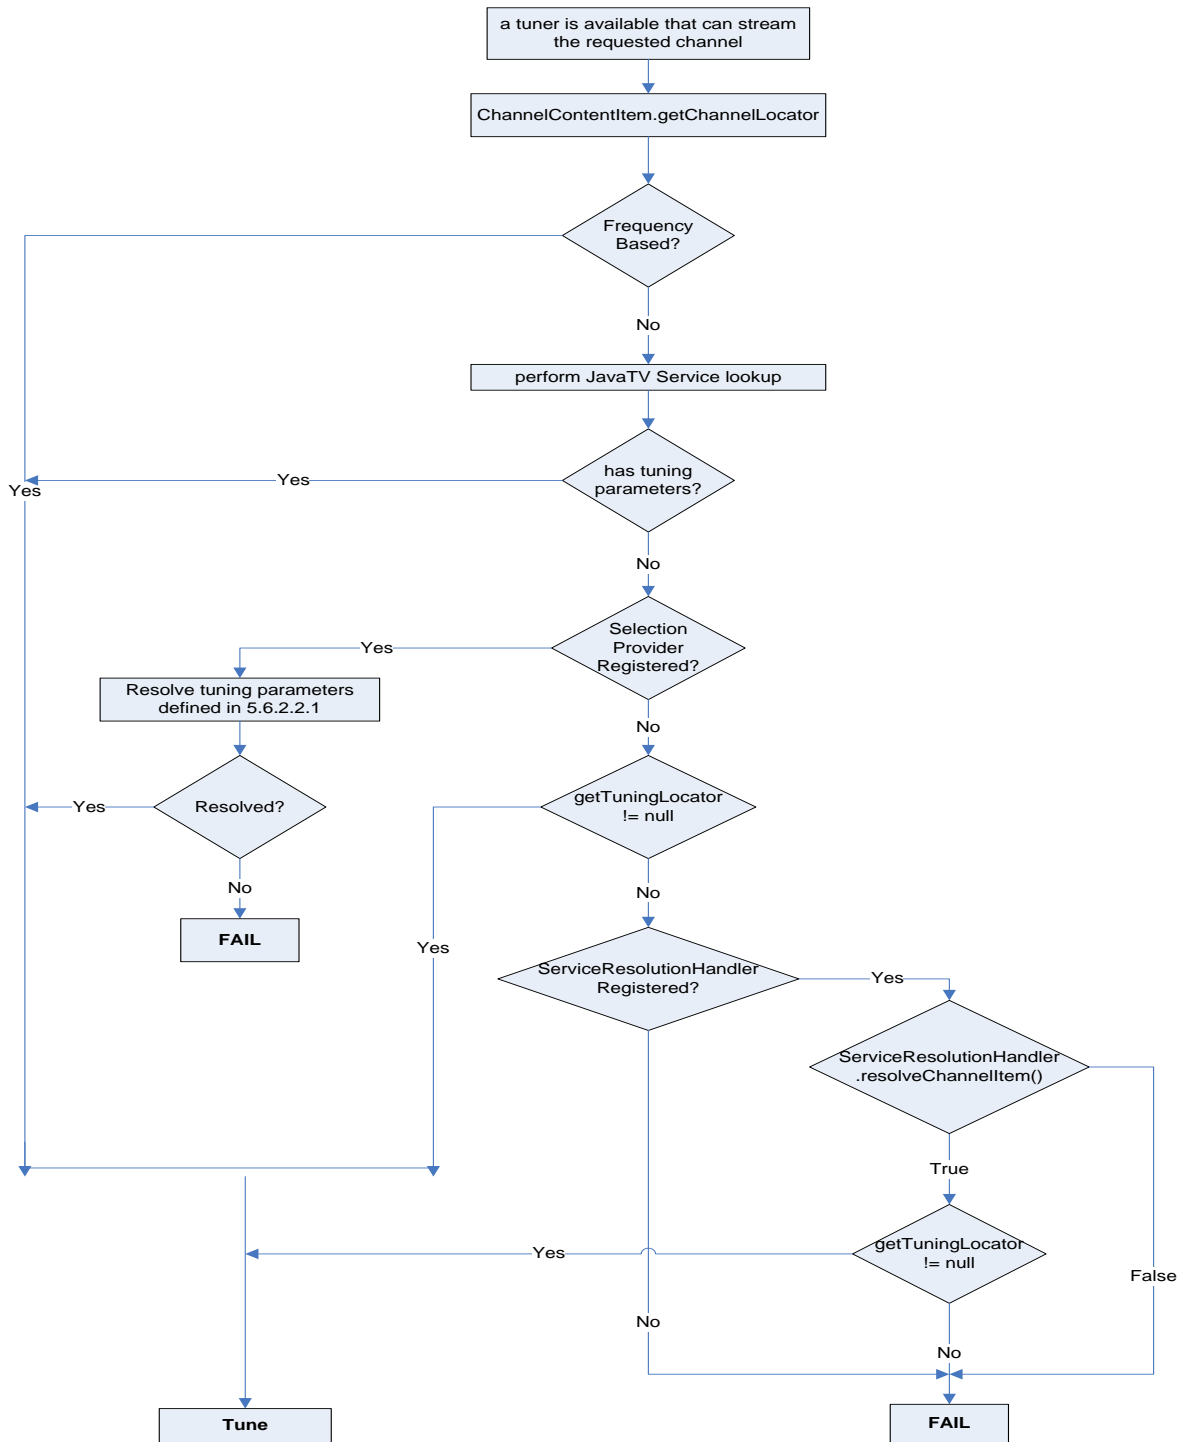 a tuner is available that can stream
the requested channel
ChannelContentItem.getChannelLocator
Frequency
Based?
No
perform JavaTV Service lookup
has tuning
parameters?
Yes
Yes
No
Selection
Provider
Registered?
Yes
Resolve tuning parameters
defined in 5.6.2.2.1
No
Resolved?
Yes
getTuningLocator
!= null
No
FAIL
No
Yes
ServiceResolutionHandler
Registered?
Yes
ServiceResolutionHandler
.resolveChannelItem()
True
getTuningLocator
!= null
Yes
False
No
No
Tune
FAIL